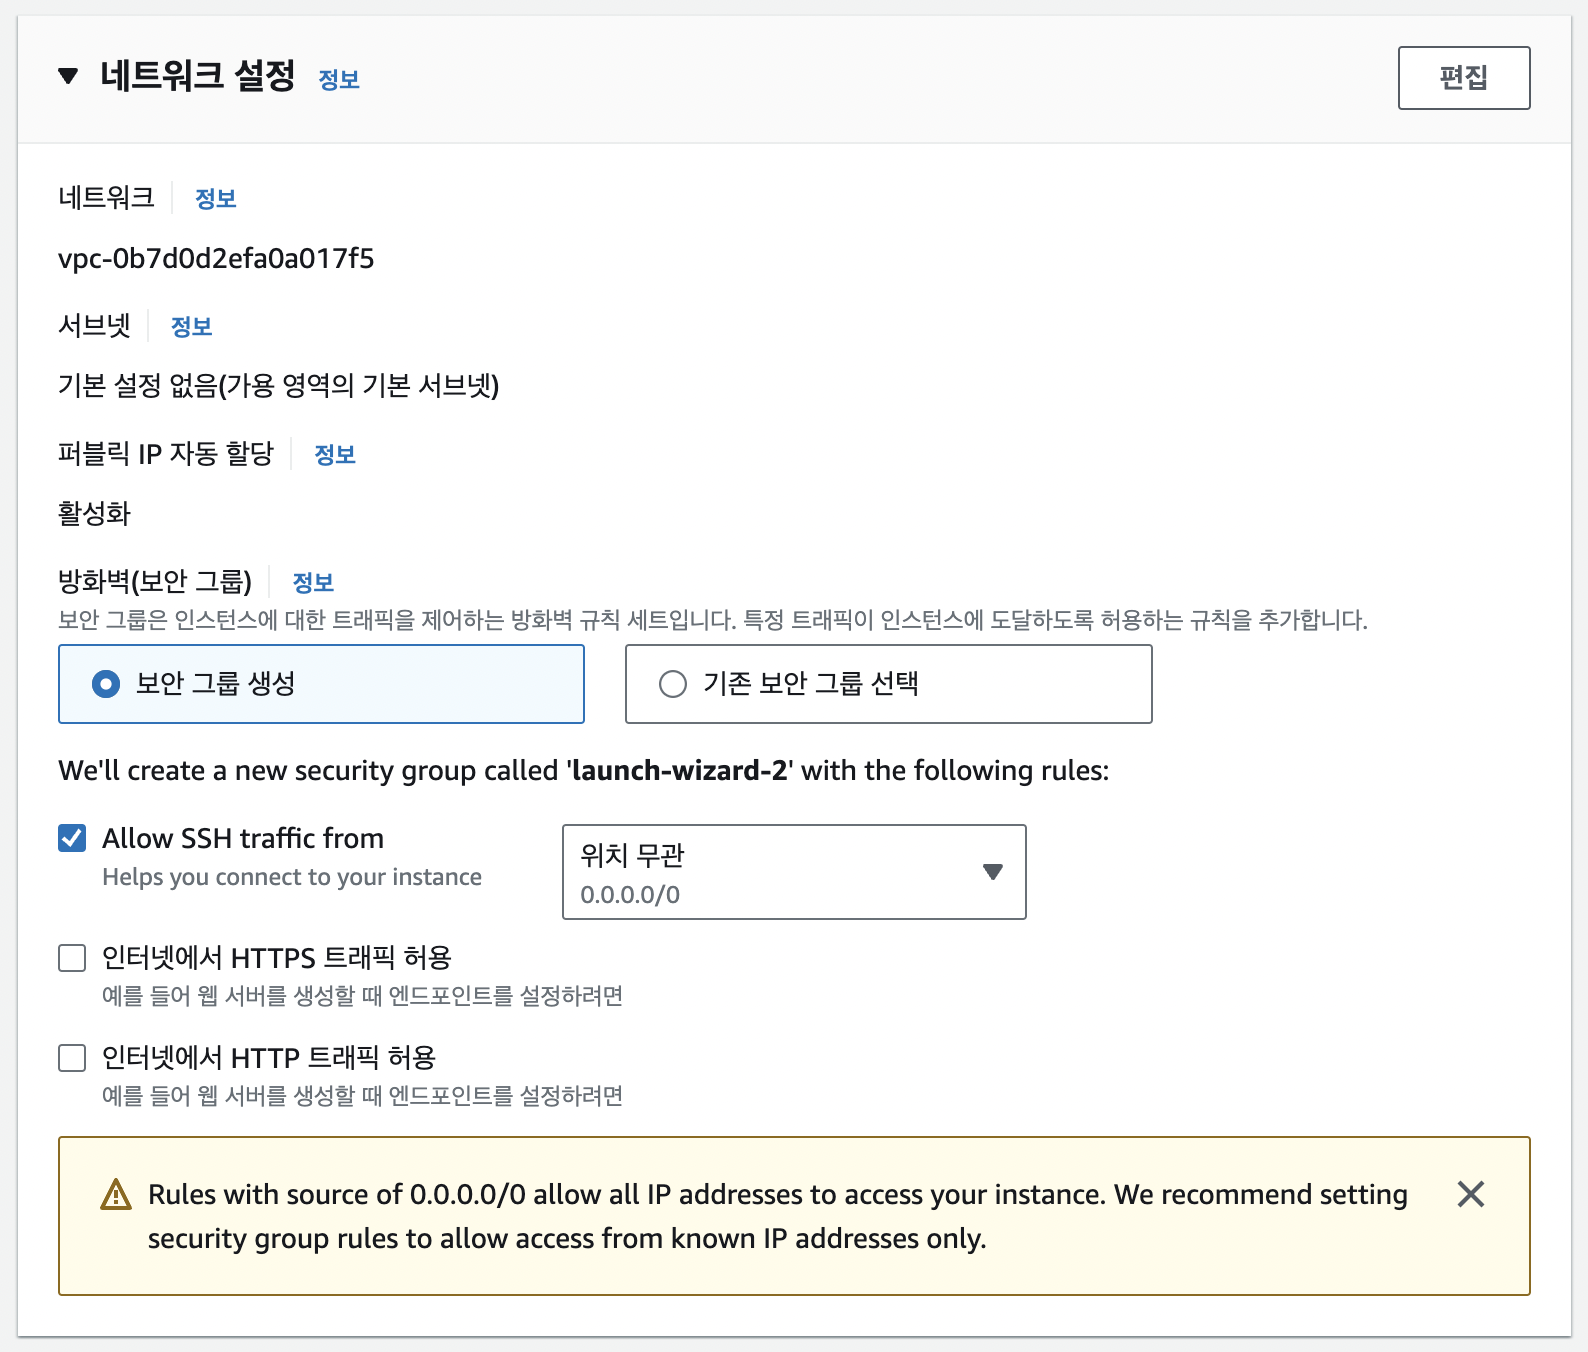 네트워크 설정 정보
편집
네트워크 정보
vpc-0b7d0d2efa0a017f5
서브넷 정보
기본 설정 없음(가용 영역의 기본 서브넷)
퍼블릭 IP 자동 할당 정보
활성화
방화벽(보안 그룹) 정보
보안 그룹은 인스턴스에 대한 트래픽을 제어하는 방화벽 규칙 세트입니다. 특정 트래픽이 인스턴스에 도달하도록 허용하는 규칙을 추가합니다.
보안 그룹 생성
기존 보안 그룹 선택
We'll create a new security group called 'launch-wizard-2' with the following rules:
Allow SSH traffic from
Helps you connect to your instance
위치 무관
0.0.0.0/0
인터넷에서 HTTPS 트래픽 허용
예를 들어 웹 서버를 생성할 때 엔드포인트를 설정하려면
인터넷에서 HTTP 트래픽 허용
예를 들어 웹 서버를 생성할 때 엔드포인트를 설정하려면
Rules with source of 0.0.0.0/0 allow all IP addresses to access your instance. We recommend setting
security group rules to allow access from known IP addresses only.